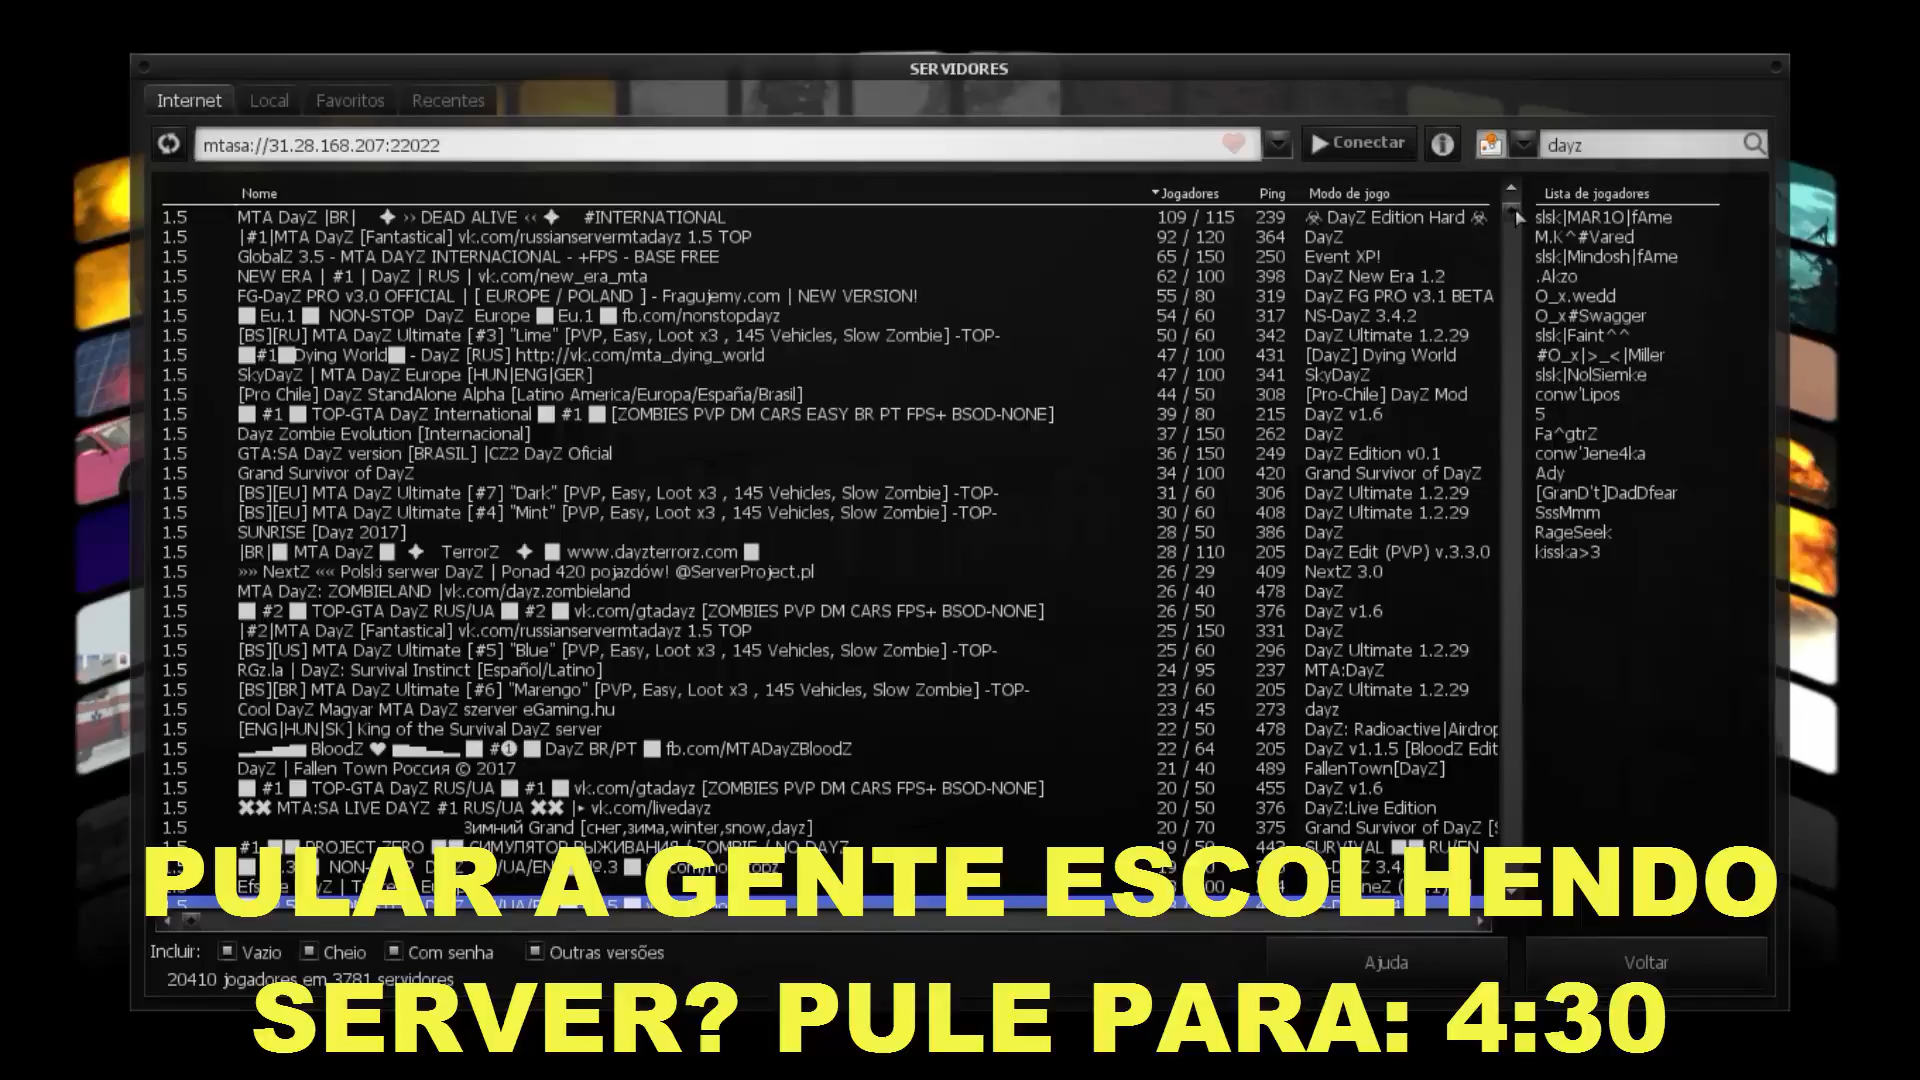 SERVIDORES
Internet Local Favoritos Recentes
mtasa://31.28.168.207:22022 Conectar dayz
Nome Jogadores Ping Modo de jogo Lista de jogadores
1.5 MTA DayZ |BR| ✦ ›› DEAD ALIVE ‹‹ ✦ #INTERNATIONAL 109 / 115 239 ☠ DayZ Edition Hard ☠ slsk|MAR1O|fAme
1.5 |#1|MTA DayZ [Fantastical] vk.com/russianservermtadayz 1.5 TOP 92 / 120 364 DayZ M.K^#Vared
1.5 GlobalZ 3.5 - MTA DAYZ INTERNACIONAL - +FPS - BASE FREE 65 / 150 250 Event XP! slsk|Mindosh|fAme
1.5 NEW ERA | #1 | DayZ | RUS | vk.com/new_era_mta 62 / 100 398 DayZ New Era 1.2 .Akzo
1.5 FG-DayZ PRO v3.0 OFFICIAL | [ EUROPE / POLAND ] - Fragujemy.com | NEW VERSION! 55 / 80 319 DayZ FG PRO v3.1 BETA O_x.wedd
1.5 Eu.1 NON-STOP DayZ Europe Eu.1 fb.com/nonstopdayz 54 / 60 317 NS-DayZ 3.4.2 O_x#Swagger
1.5 [BS][RU] MTA DayZ Ultimate [#3] "Lime" [PVP, Easy, Loot x3 , 145 Vehicles, Slow Zombie] -TOP- 50 / 60 342 DayZ Ultimate 1.2.29 slsk|Faint^^
1.5 #1 Dying World - DayZ [RUS] http://vk.com/mta_dying_world 47 / 100 431 [DayZ] Dying World #O_x|>_<|Miller
1.5 SkyDayZ | MTA DayZ Europe [HUN|ENG|GER] 47 / 100 341 SkyDayZ slsk|NolSiemke
1.5 [Pro Chile] DayZ StandAlone Alpha [Latino America/Europa/España/Brasil] 44 / 50 308 [Pro-Chile] DayZ Mod conw'Lipos
1.5 #1 TOP-GTA DayZ International #1 [ZOMBIES PVP DM CARS EASY BR PT FPS+ BSOD-NONE] 39 / 80 215 DayZ v1.6 5
1.5 Dayz Zombie Evolution [Internacional] 37 / 150 262 DayZ Fa^gtrZ
1.5 GTA:SA DayZ version [BRASIL] |CZ2 DayZ Oficial 36 / 150 249 DayZ Edition v0.1 conw'Jene4ka
1.5 Grand Survivor of DayZ 34 / 100 420 Grand Survivor of DayZ Ady
1.5 [BS][EU] MTA DayZ Ultimate [#7] "Dark" [PVP, Easy, Loot x3 , 145 Vehicles, Slow Zombie] -TOP- 31 / 60 306 DayZ Ultimate 1.2.29 [GranD't]DadDfear
1.5 [BS][EU] MTA DayZ Ultimate [#4] "Mint" [PVP, Easy, Loot x3 , 145 Vehicles, Slow Zombie] -TOP- 30 / 60 408 DayZ Ultimate 1.2.29 SssMmm
1.5 SUNRISE [Dayz 2017] 28 / 50 386 DayZ RageSeek
1.5 |BR| MTA DayZ ✦ TerrorZ ✦ www.dayzterrorz.com 28 / 110 205 DayZ Edit (PVP) v.3.3.0 kisska>3
1.5 »» NextZ «« Polski serwer DayZ | Ponad 420 pojazdów! @ServerProject.pl 26 / 29 409 NextZ 3.0
1.5 MTA DayZ: ZOMBIELAND |vk.com/dayz.zombieland 26 / 40 478 DayZ
1.5 #2 TOP-GTA DayZ RUS/UA #2 vk.com/gtadayz [ZOMBIES PVP DM CARS FPS+ BSOD-NONE] 26 / 50 376 DayZ v1.6
1.5 |#2|MTA DayZ [Fantastical] vk.com/russianservermtadayz 1.5 TOP 25 / 150 331 DayZ
1.5 [BS][US] MTA DayZ Ultimate [#5] "Blue" [PVP, Easy, Loot x3 , 145 Vehicles, Slow Zombie] -TOP- 25 / 60 296 DayZ Ultimate 1.2.29
1.5 RGz.la | DayZ: Survival Instinct [Español/Latino] 24 / 95 237 MTA:DayZ
1.5 [BS][BR] MTA DayZ Ultimate [#6] "Marengo" [PVP, Easy, Loot x3 , 145 Vehicles, Slow Zombie] -TOP- 23 / 60 205 DayZ Ultimate 1.2.29
1.5 Cool DayZ Magyar MTA DayZ szerver eGaming.hu 23 / 45 273 dayz
1.5 [ENG|HUN|SK] King of the Survival DayZ server 22 / 50 478 DayZ: Radioactive|Airdrop
1.5 BloodZ ♥ #❶ DayZ BR/PT fb.com/MTADayZBloodZ 22 / 64 205 DayZ v1.1.5 [BloodZ Edit
1.5 DayZ | Fallen Town Россия © 2017 21 / 40 489 FallenTown[DayZ]
1.5 #1 TOP-GTA DayZ RUS/UA #1 vk.com/gtadayz [ZOMBIES PVP DM CARS FPS+ BSOD-NONE] 20 / 50 455 DayZ v1.6
1.5 ✖✖ MTA:SA LIVE DAYZ #1 RUS/UA ✖✖ |▸ vk.com/livedayz 20 / 50 376 DayZ:Live Edition
1.5 Зимний Grand [снег,зима,winter,snow,dayz] 20 / 70 375 Grand Survivor of DayZ [S
#1 PROJECT ZERO СИМУЛЯТОР ВЫЖИВАНИЯ / ZOMBIE / NO DAYZ 19 / 50 443 SURVIVAL RU/EN
PULAR A GENTE ESCOLHENDO
Incluir: Vazio Cheio Com senha Outras versões Ajuda Voltar
20410 jogadores em 3781 servidores
SERVER? PULE PARA: 4:30